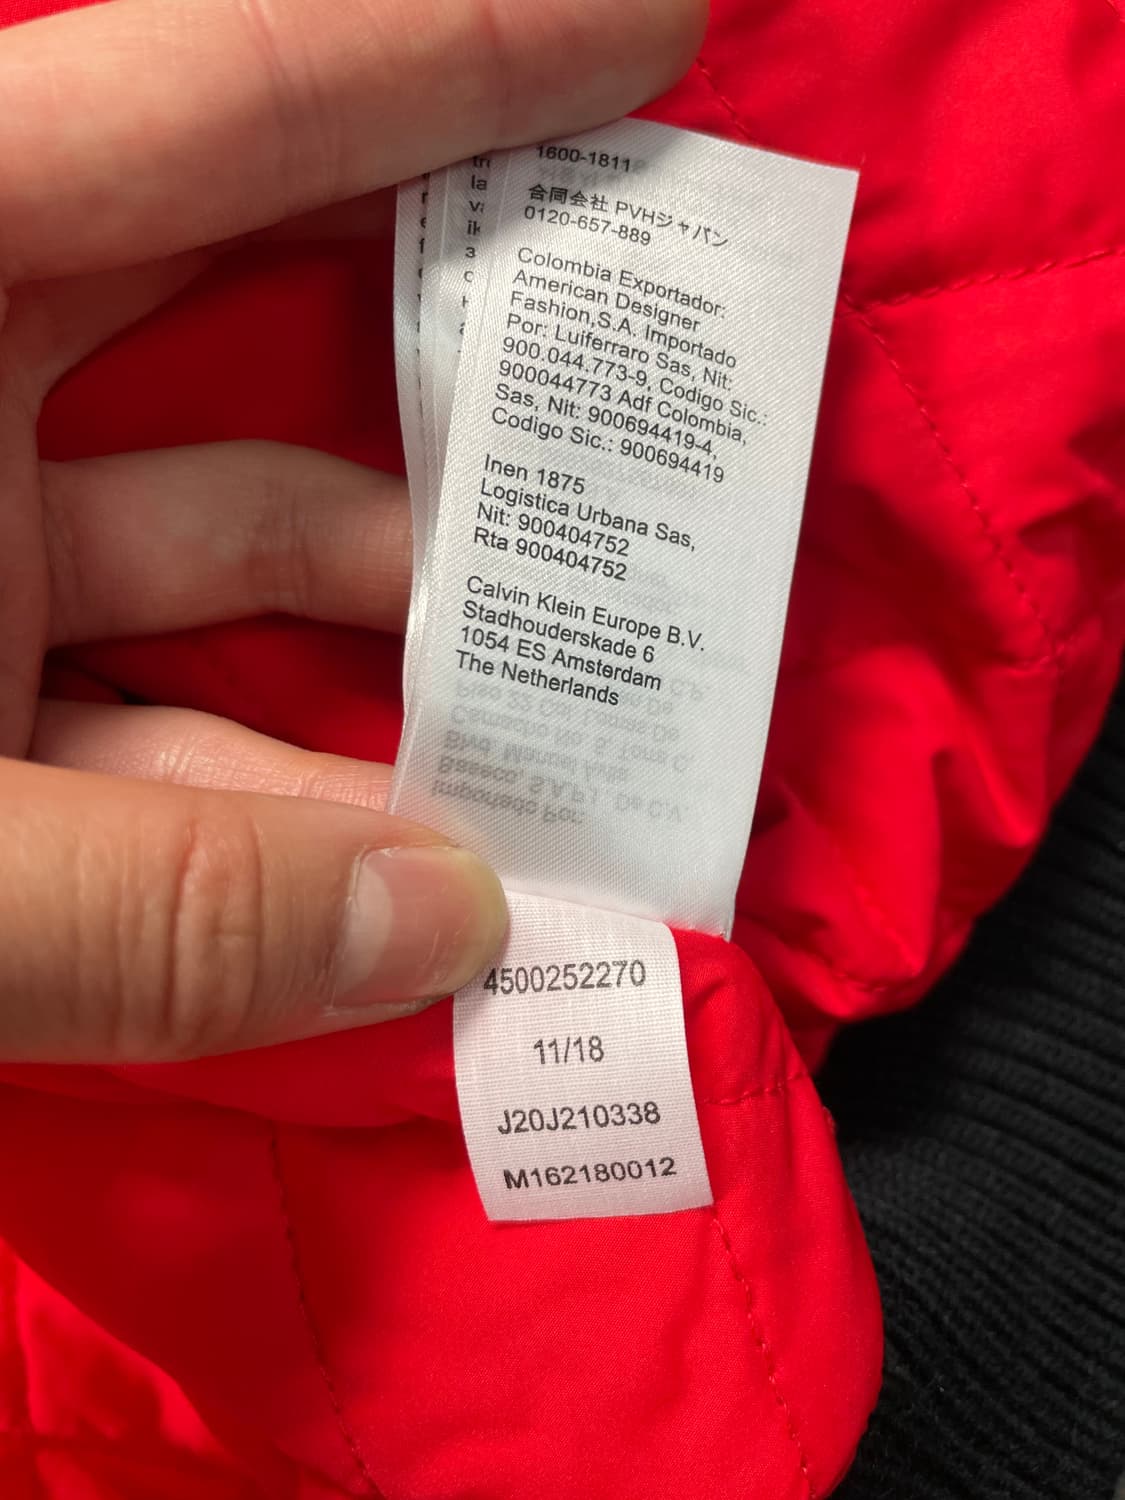 1600-1811
合同会社 PVHジャパン
0120-657-889
Colombia Exportador:
American Designer
Fashion,S.A. Importado
Por: Luiferraro Sas, Nit:
900.044.773-9, Codigo Sic.:
900044773 Adf Colombia,
Sas, Nit: 900694419-4,
Codigo Sic.: 900694419
Inen 1875
Logistica Urbana Sas,
Nit: 900404752
Rta 900404752
Calvin Klein Europe B.V.
Stadhouderskade 6
1054 ES Amsterdam
The Netherlands
4500252270
11/18
J20J210338
M162180012